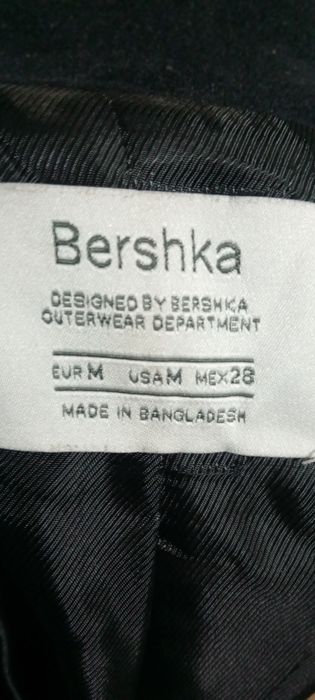 Bershka
DESIGNED BY BERSHKA
OUTERWEAR DEPARTMENT
EUR M USA M MEX 28
MADE IN BANGLADESH